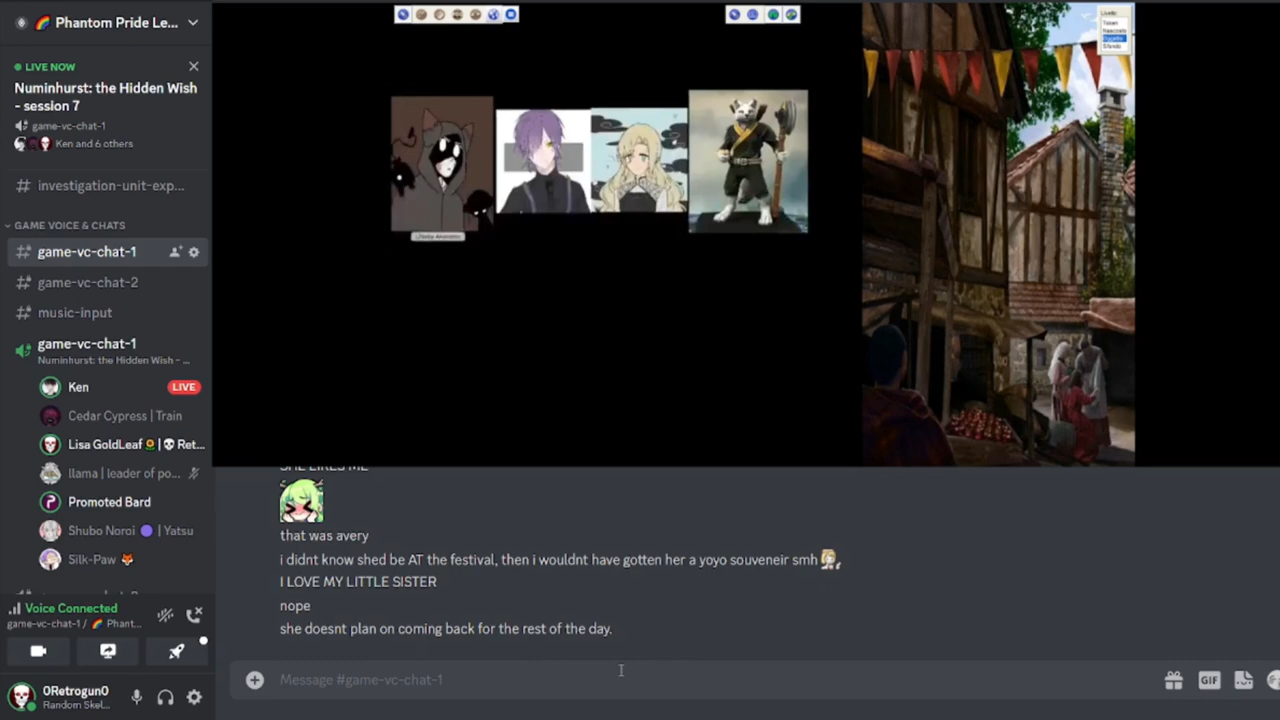 Phantom Pride Le...
LIVE NOW
Numinhurst: the Hidden Wish
- session 7
game-vc-chat-1
Ken and 6 others
investigation-unit-exp...
GAME VOICE & CHATS
game-vc-chat-1
game-vc-chat-2
music-input
game-vc-chat-1
Numinhurst: the Hidden Wish - ...
Ken
LIVE
Cedar Cypress | Train
Lisa GoldLeaf | Ret...
llama | leader of po...
Promoted Bard
Shubo Noroi | Yatsu
Silk-Paw
Voice Connected
game-vc-chat-1 / Phant...
0Retrogun0
Random Skel...
SHE LIKES ME
that was avery
i didnt know shed be AT the festival, then i wouldnt have gotten her a yoyo souveneir smh
I LOVE MY LITTLE SISTER
nope
she doesnt plan on coming back for the rest of the day.
Message #game-vc-chat-1
GIF